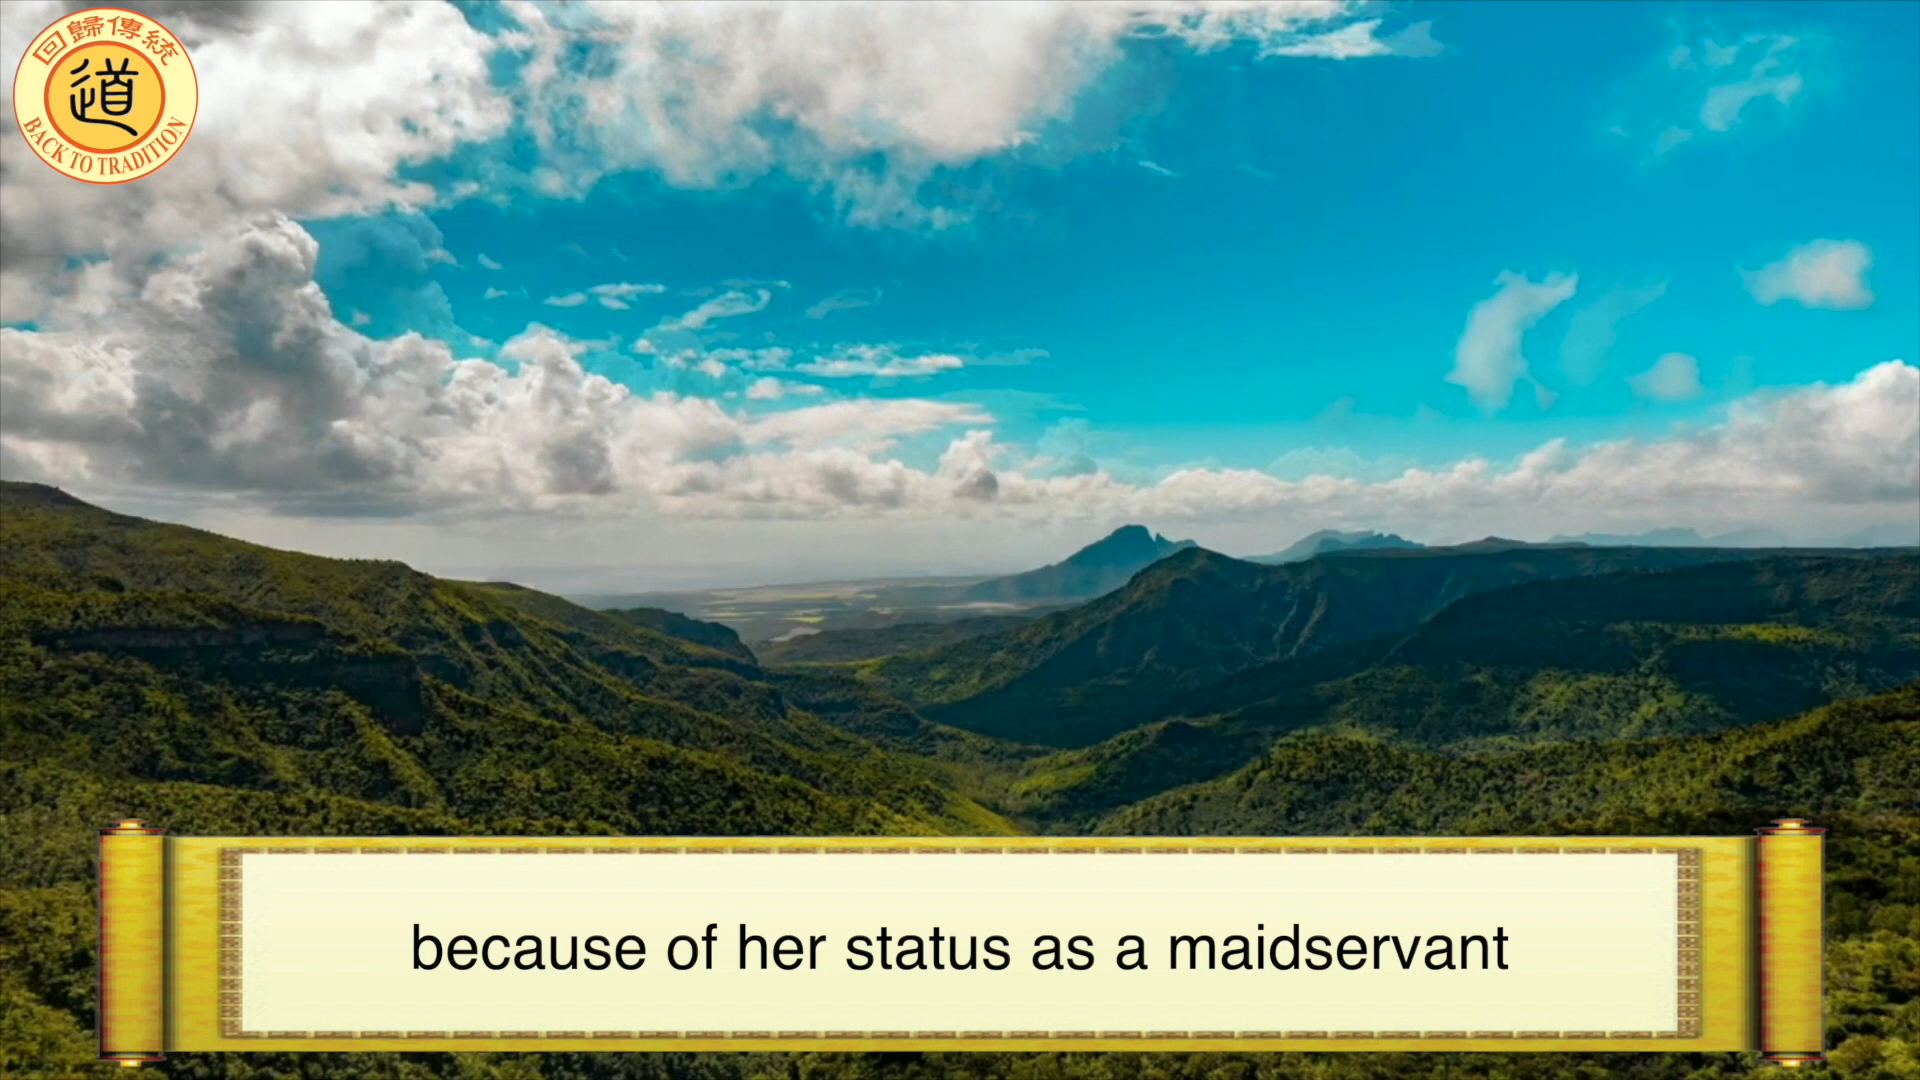 回歸傳統
道
BACK TO TRADITION
because of her status as a maidservant